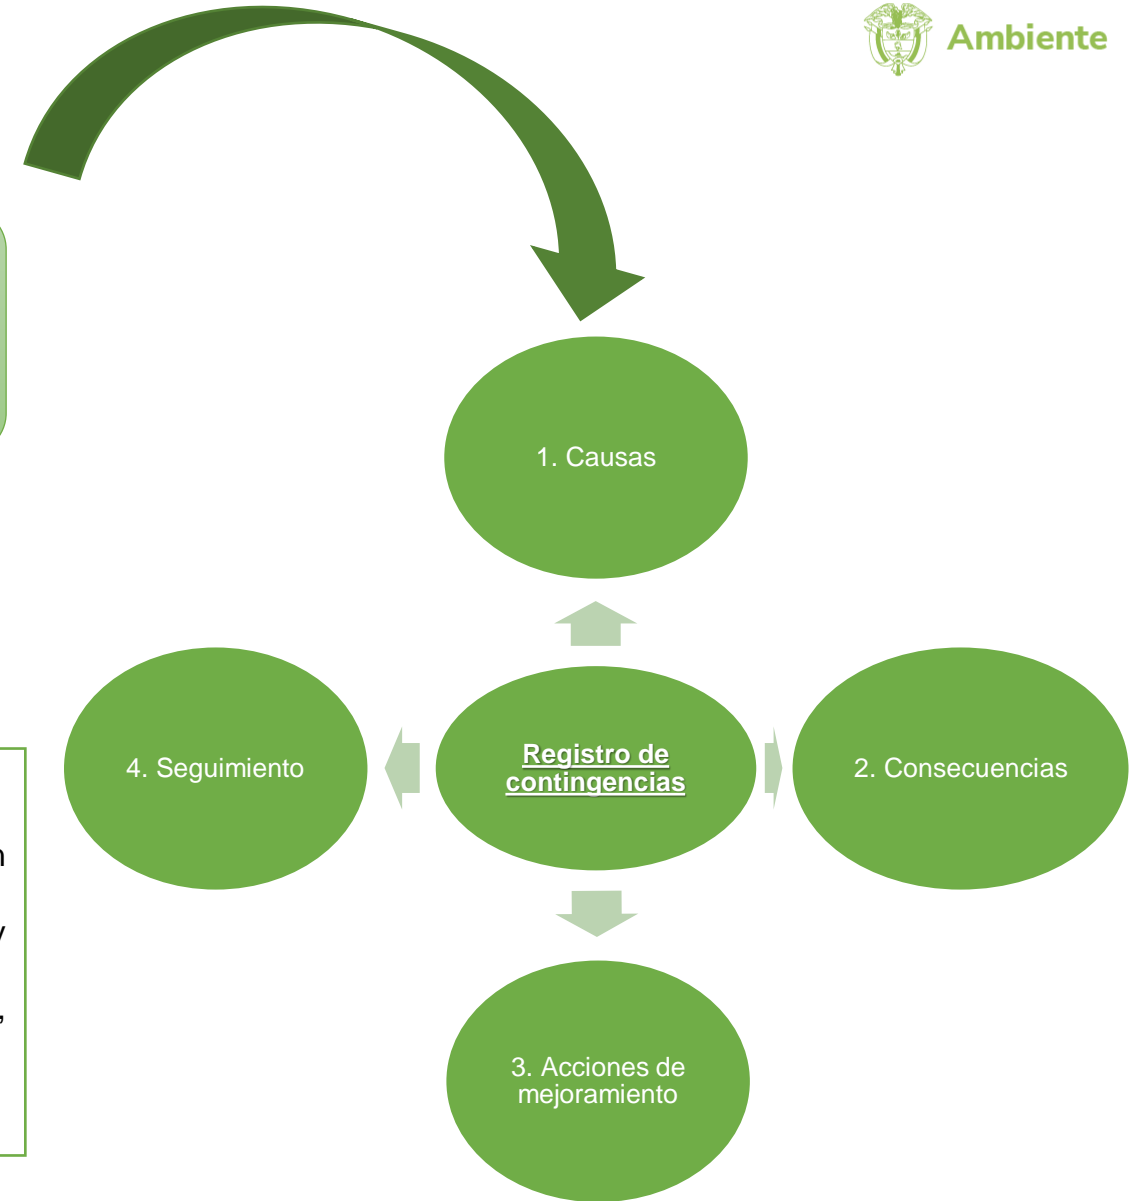 Ambiente
1. Causas
4. Seguimiento
Registro de
contingencias
2. Consecuencias
n
y
,
3. Acciones de
mejoramiento